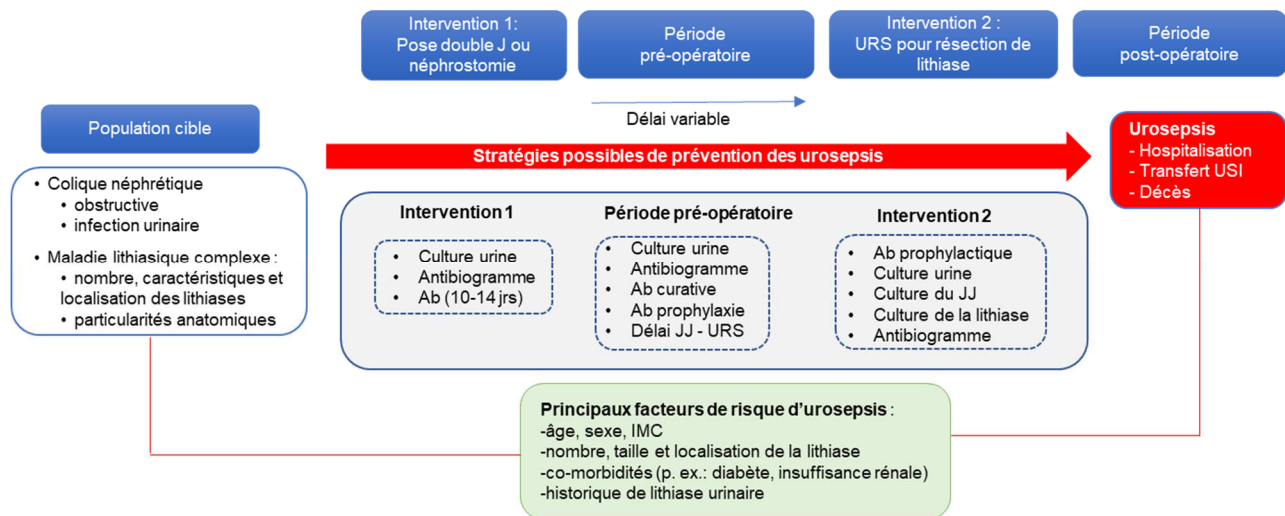 Intervention 1:
Pose double J ou
néphrostomie
Période
pré-opératoire
Intervention 2 :
URS pour résection de
lithiase
Période
post-opératoire
Délai variable
Population cible
Stratégies possibles de prévention des urosepsis
Urosepsis
- Hospitalisation
- Transfert USI
- Décès
• Colique néphrétique
• obstructive
• infection urinaire
• Maladie lithiasique complexe :
• nombre, caractéristiques et
localisation des lithiases
• particularités anatomiques
Intervention 1
• Culture urine
• Antibiogramme
• Ab (10-14 jrs)
Période pré-opératoire
• Culture urine
• Antibiogramme
• Ab curative
• Ab prophylaxie
• Délai JJ - URS
Intervention 2
• Ab prophylactique
• Culture urine
• Culture du JJ
• Culture de la lithiase
• Antibiogramme
Principaux facteurs de risque d'urosepsis :
-âge, sexe, IMC
-nombre, taille et localisation de la lithiase
-co-morbidités (p. ex.: diabète, insuffisance rénale)
-historique de lithiase urinaire